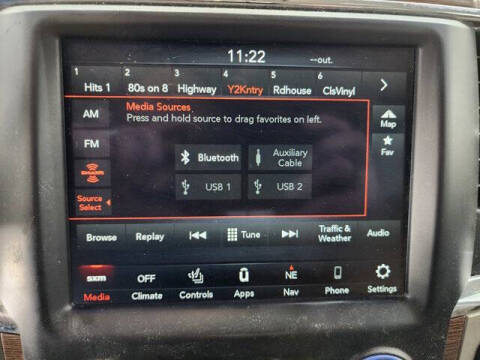 11:22 --out.
1 2 3 4 5 6
Hits 1 80s on 8 Highway Y2Kntry Rdhouse ClsVinyl
AM
Media Sources
Press and hold source to drag favorites on left.
Map
FM
Bluetooth Auxiliary Cable
Fav
SiriusXM
USB 1 USB 2
Source Select
Browse Replay Tune Traffic & Weather Audio
sxm OFF ū NE
Media Climate Controls Apps Nav Phone Settings